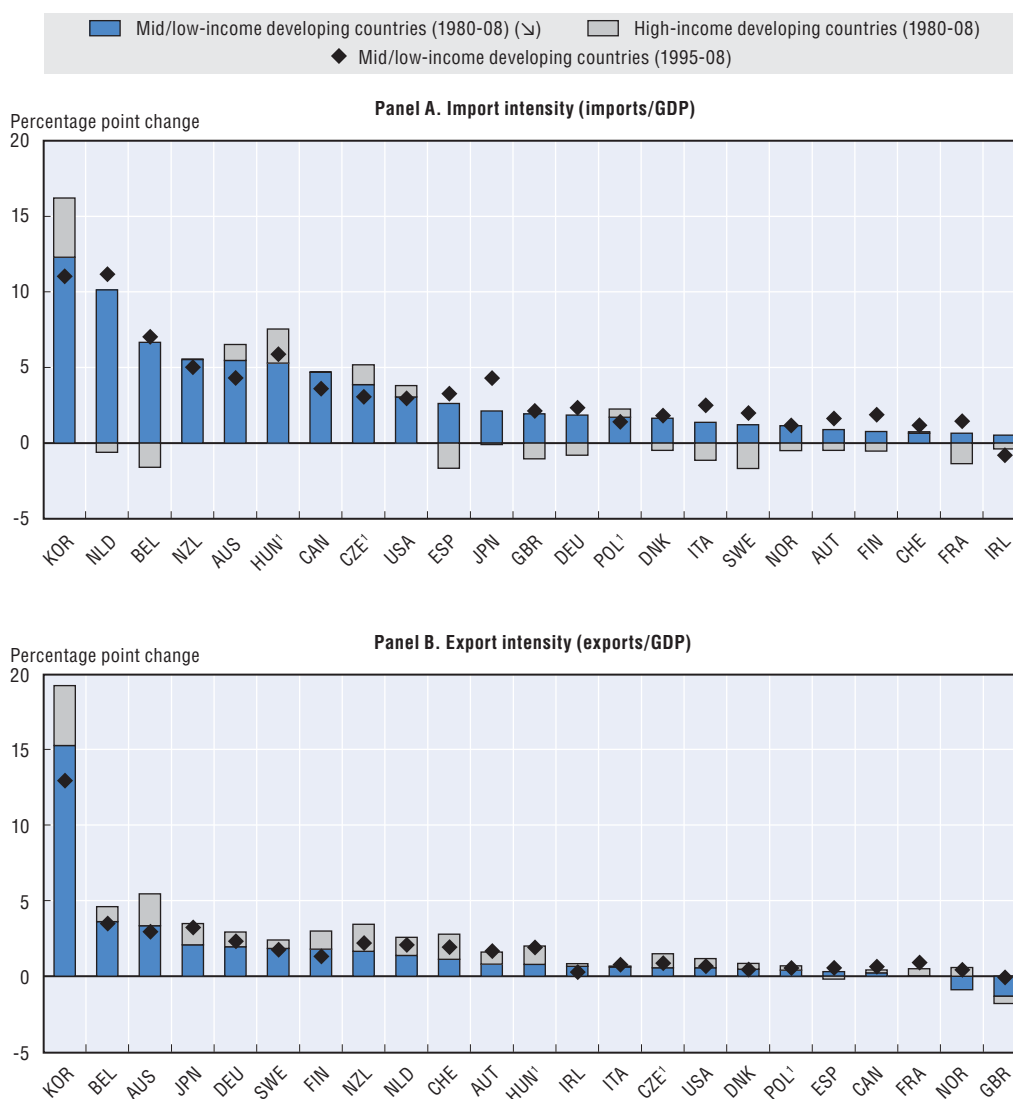 Mid/low-income developing countries (1980-08) (↘) High-income developing countries (1980-08)
Mid/low-income developing countries (1995-08)
Panel A. Import intensity (imports/GDP)
Percentage point change
20
15
10
5
0
-5
KOR NLD BEL NZL AUS HUN¹ CAN CZE¹ USA ESP JPN GBR DEU POL¹ DNK ITA SWE NOR AUT FIN CHE FRA IRL
Panel B. Export intensity (exports/GDP)
Percentage point change
20
15
10
5
0
-5
KOR BEL AUS JPN DEU SWE FIN NZL NLD CHE AUT HUN¹ IRL ITA CZE¹ USA DNK POL¹ ESP CAN FRA NOR GBR